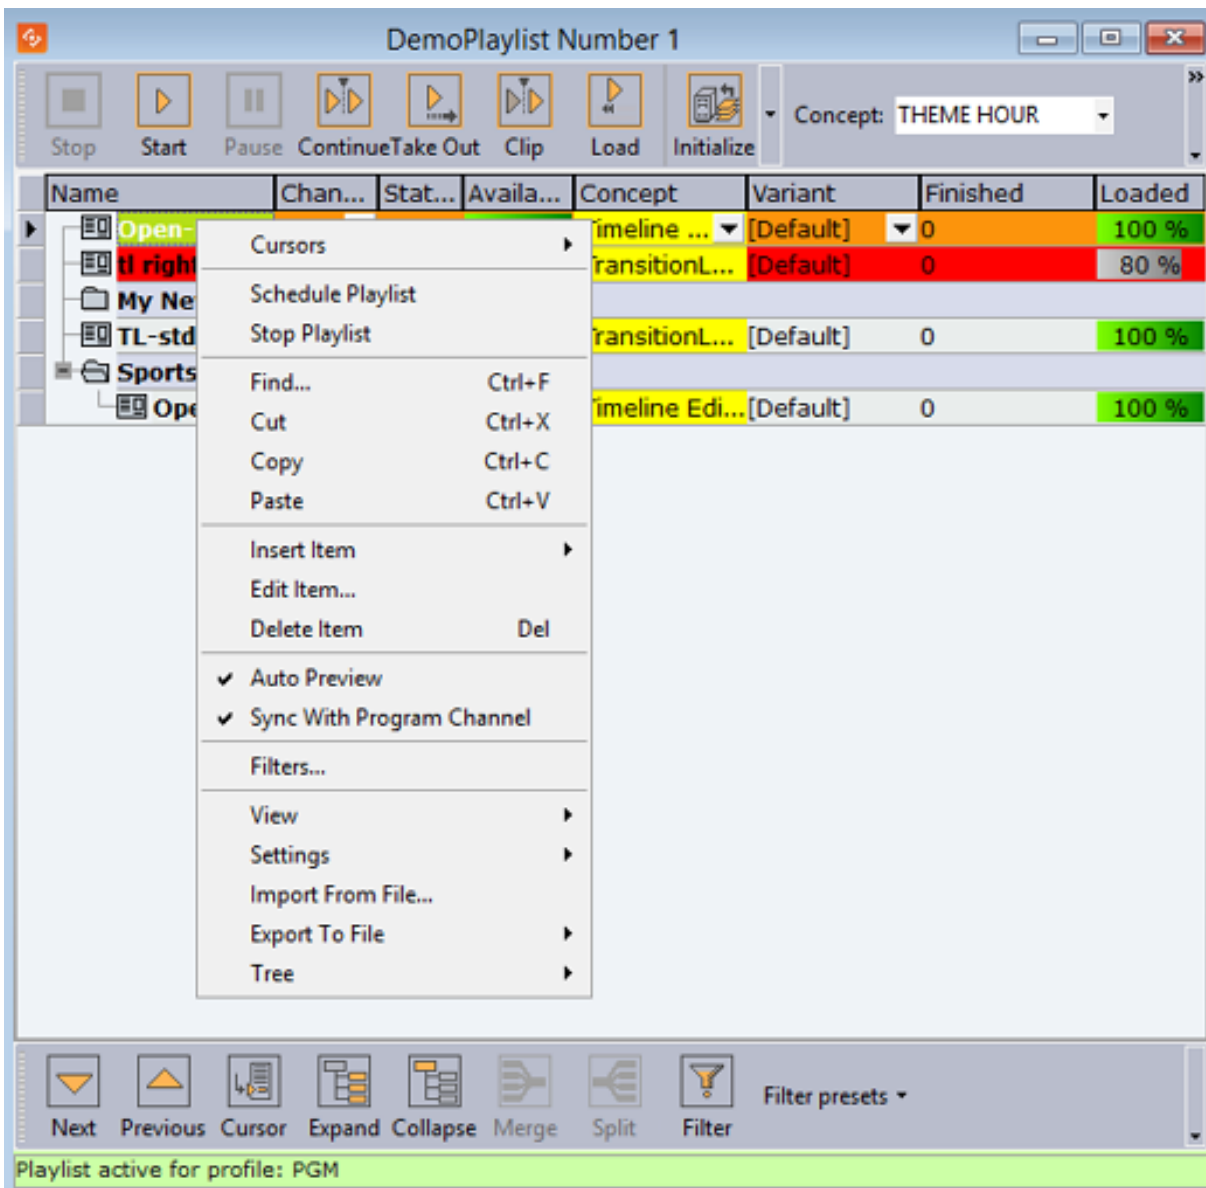 DemoPlaylist Number 1
Stop Start Pause Continue Take Out Clip Load Initialize Concept: THEME HOUR
Name Chan... Stat... Availa... Concept Variant Finished Loaded
Open- Timeline ... [Default] 0 100 %
tl right TransitionL... [Default] 0 80 %
My Ne
TL-std TransitionL... [Default] 0 100 %
Sports
Ope Timeline Edi... [Default] 0 100 %
Cursors
Schedule Playlist
Stop Playlist
Find... Ctrl+F
Cut Ctrl+X
Copy Ctrl+C
Paste Ctrl+V
Insert Item
Edit Item...
Delete Item Del
Auto Preview
Sync With Program Channel
Filters...
View
Settings
Import From File...
Export To File
Tree
Next Previous Cursor Expand Collapse Merge Split Filter Filter presets
Playlist active for profile: PGM